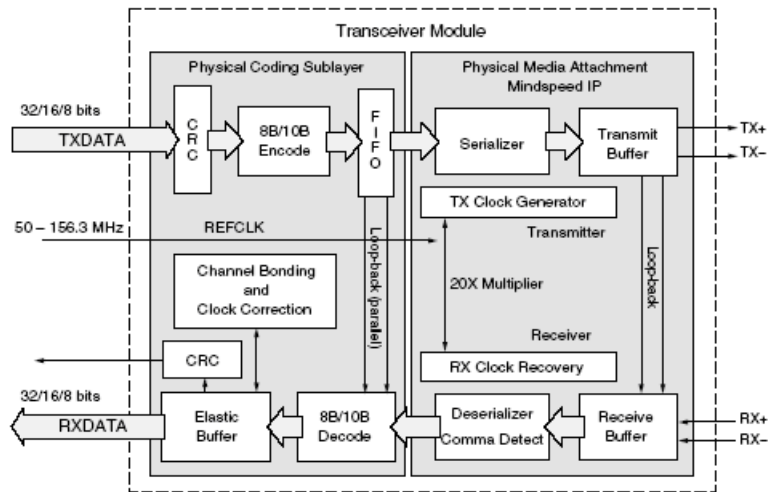 Transceiver Module
Physical Coding Sublayer
Physical Media Attachment
Mindspeed IP
32/16/8 bits
TXDATA
C
R
C
8B/10B
Encode
F
I
F
O
Serializer
Transmit
Buffer
TX+
TX−
TX Clock Generator
50 – 156.3 MHz
REFCLK
Transmitter
Loop-back (parallel)
Loop-back
Channel Bonding
and
Clock Correction
20X Multiplier
Receiver
CRC
RX Clock Recovery
32/16/8 bits
RXDATA
Elastic
Buffer
8B/10B
Decode
Deserializer
Comma Detect
Receive
Buffer
RX+
RX−